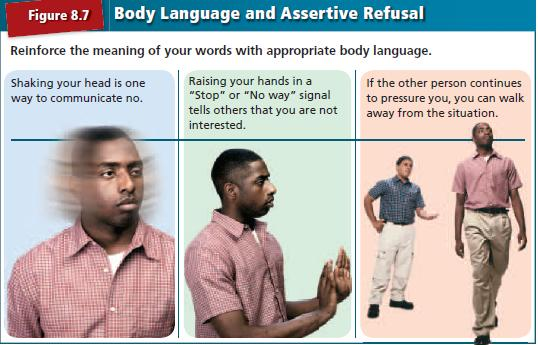 Figure 8.7
Body Language and Assertive Refusal
Reinforce the meaning of your words with appropriate body language.
Shaking your head is one
way to communicate no.
Raising your hands in a
“Stop” or “No way” signal
tells others that you are not
interested.
If the other person continues
to pressure you, you can walk
away from the situation.